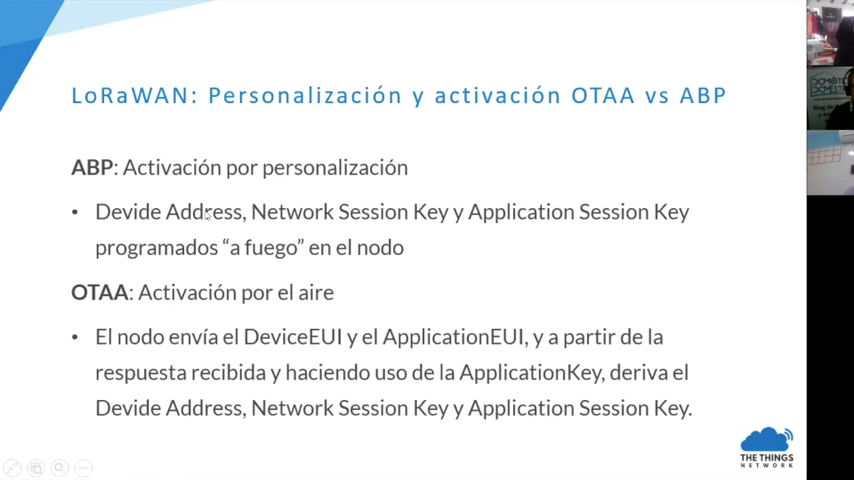 LoRaWAN: Personalización y activación OTAA vs ABP
ABP: Activación por personalización
• Devide Address, Network Session Key y Application Session Key
programados “a fuego” en el nodo
OTAA: Activación por el aire
• El nodo envía el DeviceEUI y el ApplicationEUI, y a partir de la
respuesta recibida y haciendo uso de la ApplicationKey, deriva el
Devide Address, Network Session Key y Application Session Key.
THE THINGS
NETWORK